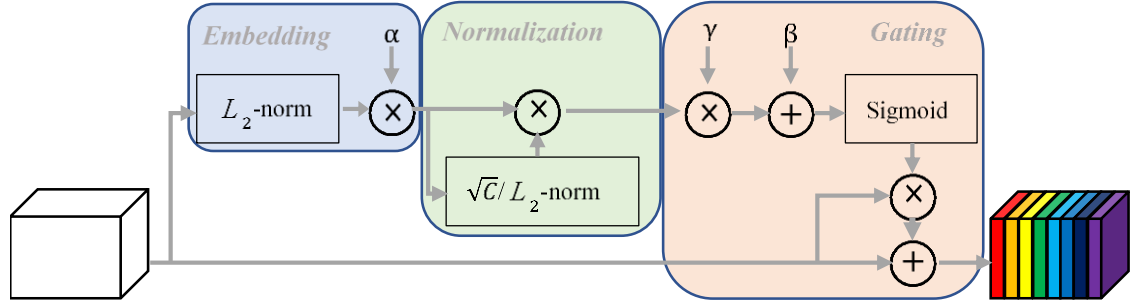 Embedding
α
Normalization
γ
β
Gating
L₂-norm
×
×
×
+
Sigmoid
√C/L₂-norm
×
+